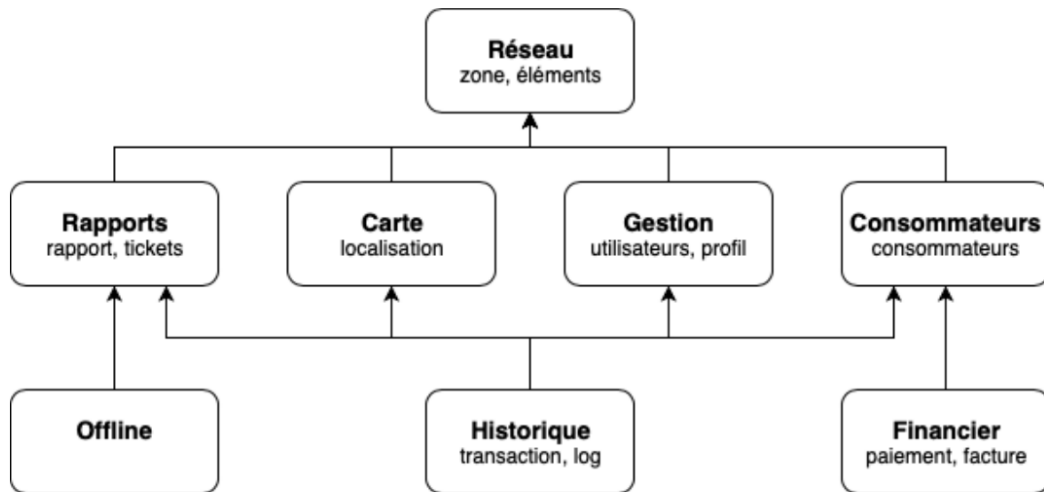 Réseau
zone, éléments
Rapports
rapport, tickets
Carte
localisation
Gestion
utilisateurs, profil
Consommateurs
consommateurs
Offline
Historique
transaction, log
Financier
paiement, facture